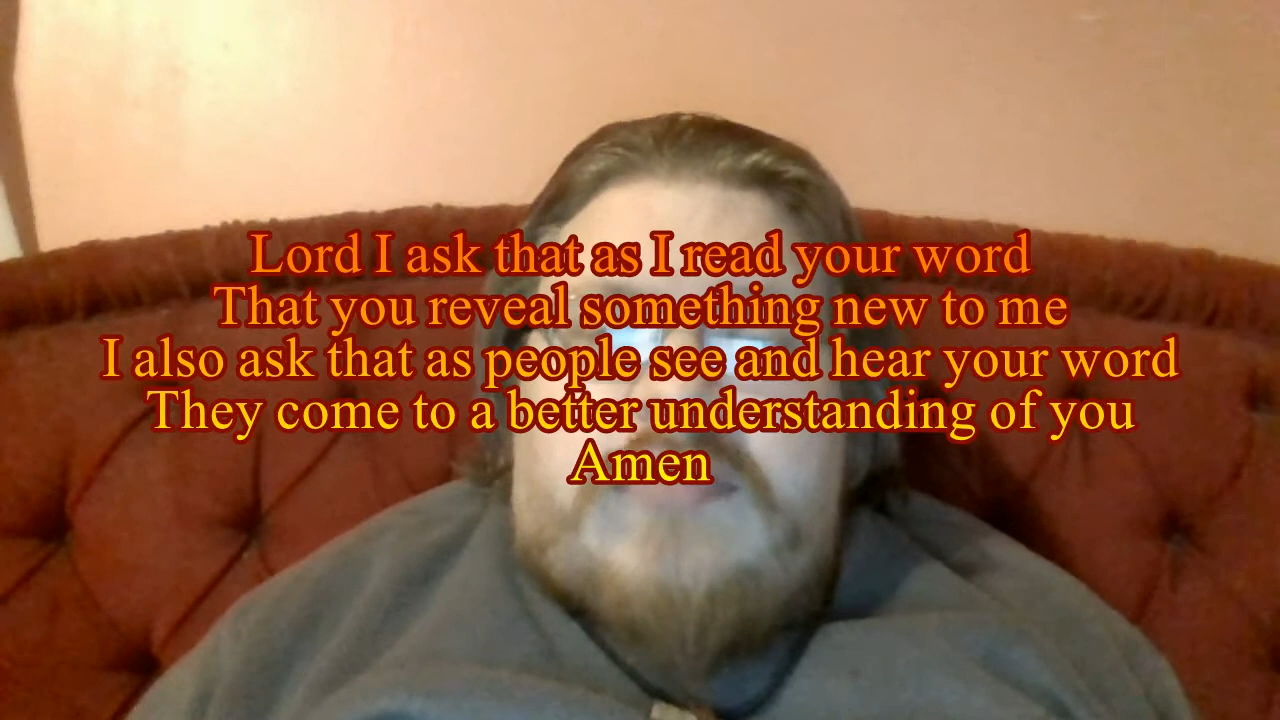 Lord I ask that as I read your word
That you reveal something new to me
I also ask that as people see and hear your word
They come to a better understanding of you
Amen